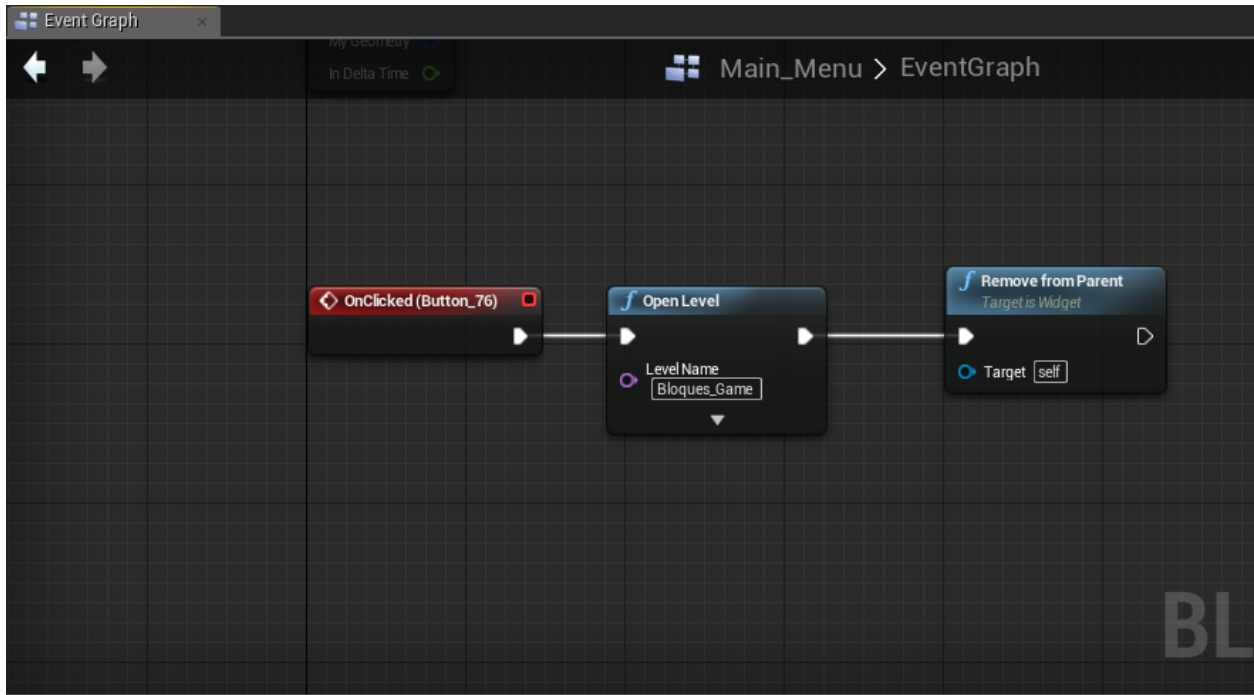 Event Graph
My Geometry
In Delta Time
Main_Menu > EventGraph
OnClicked (Button_76)
f Open Level
Level Name
Bloques_Game
f Remove from Parent
Target is Widget
Target self
BL